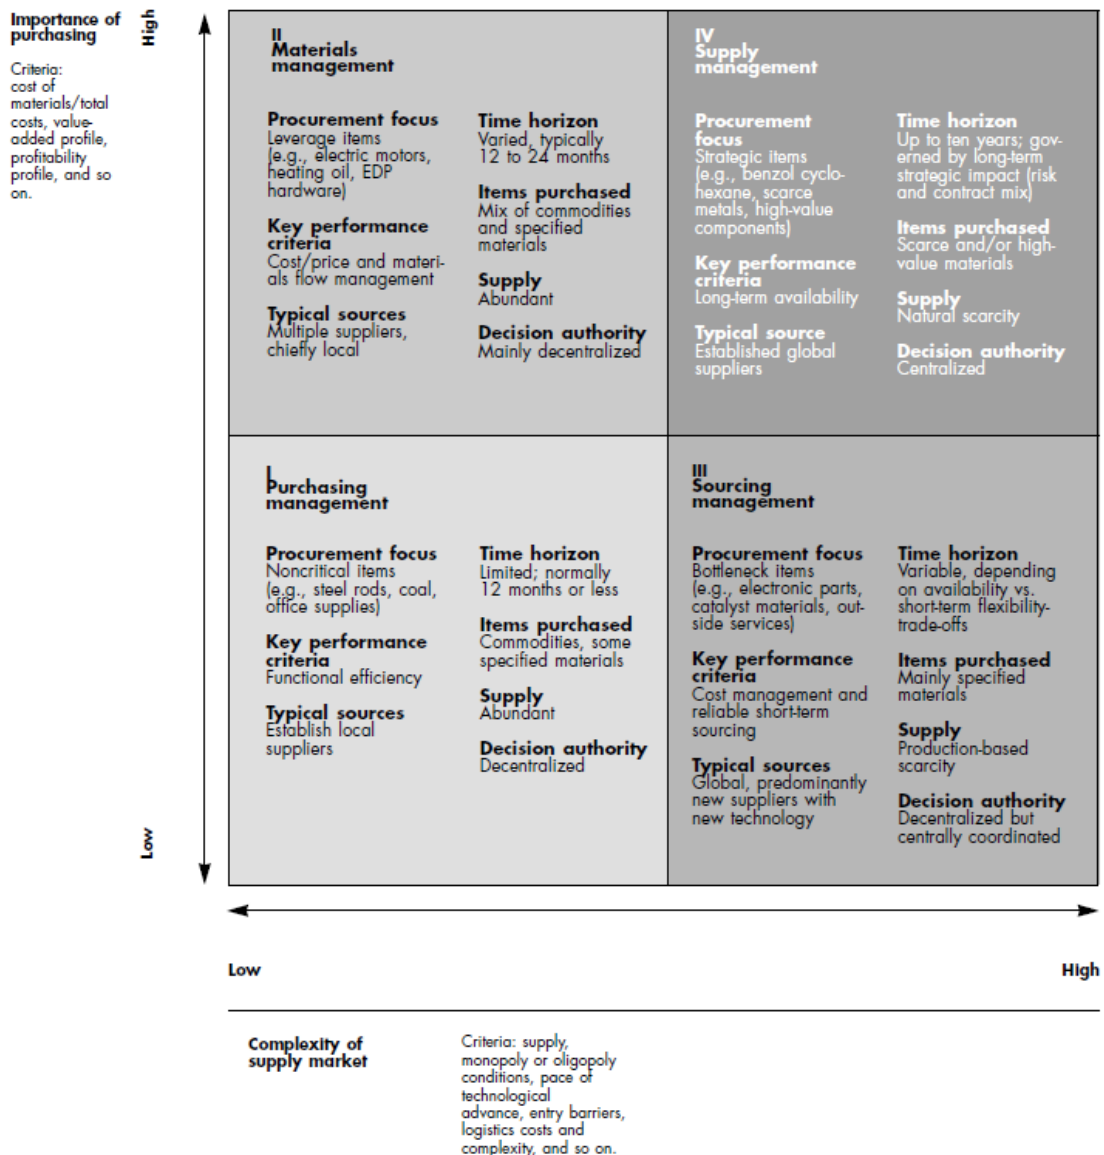 Importance of
purchasing
High
Criteria:
cost of
materials/total
costs, value-
added profile,
profitability
profile, and so
on.
Low
II
Materials
management
Procurement focus
Leverage items
(e.g., electric motors,
heating oil, EDP
hardware)
Key performance
criteria
Cost/price and materi-
als flow management
Typical sources
Multiple suppliers,
chiefly local
Time horizon
Varied, typically
12 to 24 months
Items purchased
Mix of commodities
and specified
materials
Supply
Abundant
Decision authority
Mainly decentralized
IV
Supply
management
Procurement
focus
Strategic items
(e.g., benzol cyclo-
hexane, scarce
metals, high-value
components)
Key performance
criteria
Long-term availability
Typical source
Established global
suppliers
Time horizon
Up to ten years; gov-
erned by long-term
strategic impact (risk
and contract mix)
Items purchased
Scarce and/or high-
value materials
Supply
Natural scarcity
Decision authority
Centralized
I
Purchasing
management
Procurement focus
Noncritical items
(e.g., steel rods, coal,
office supplies)
Key performance
criteria
Functional efficiency
Typical sources
Establish local
suppliers
Time horizon
Limited; normally
12 months or less
Items purchased
Commodities, some
specified materials
Supply
Abundant
Decision authority
Decentralized
III
Sourcing
management
Procurement focus
Bottleneck items
(e.g., electronic parts,
catalyst materials, out-
side services)
Key performance
criteria
Cost management and
reliable short-term
sourcing
Typical sources
Global, predominantly
new suppliers with
new technology
Time horizon
Variable, depending
on availability vs.
short-term flexibility-
trade-offs
Items purchased
Mainly specified
materials
Supply
Production-based
scarcity
Decision authority
Decentralized but
centrally coordinated
Low
High
Complexity of
supply market
Criteria: supply,
monopoly or oligopoly
conditions, pace of
technological
advance, entry barriers,
logistics costs and
complexity, and so on.